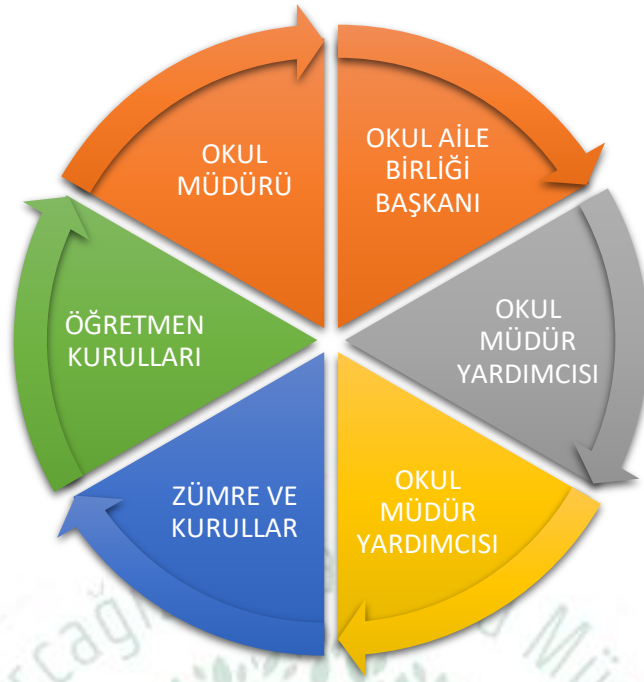 OKUL
MÜDÜRÜ
OKUL AİLE
BİRLİĞİ
BAŞKANI
OKUL
MÜDÜR
YARDIMCISI
OKUL
MÜDÜR
YARDIMCISI
ZÜMRE VE
KURULLAR
ÖĞRETMEN
KURULLARI